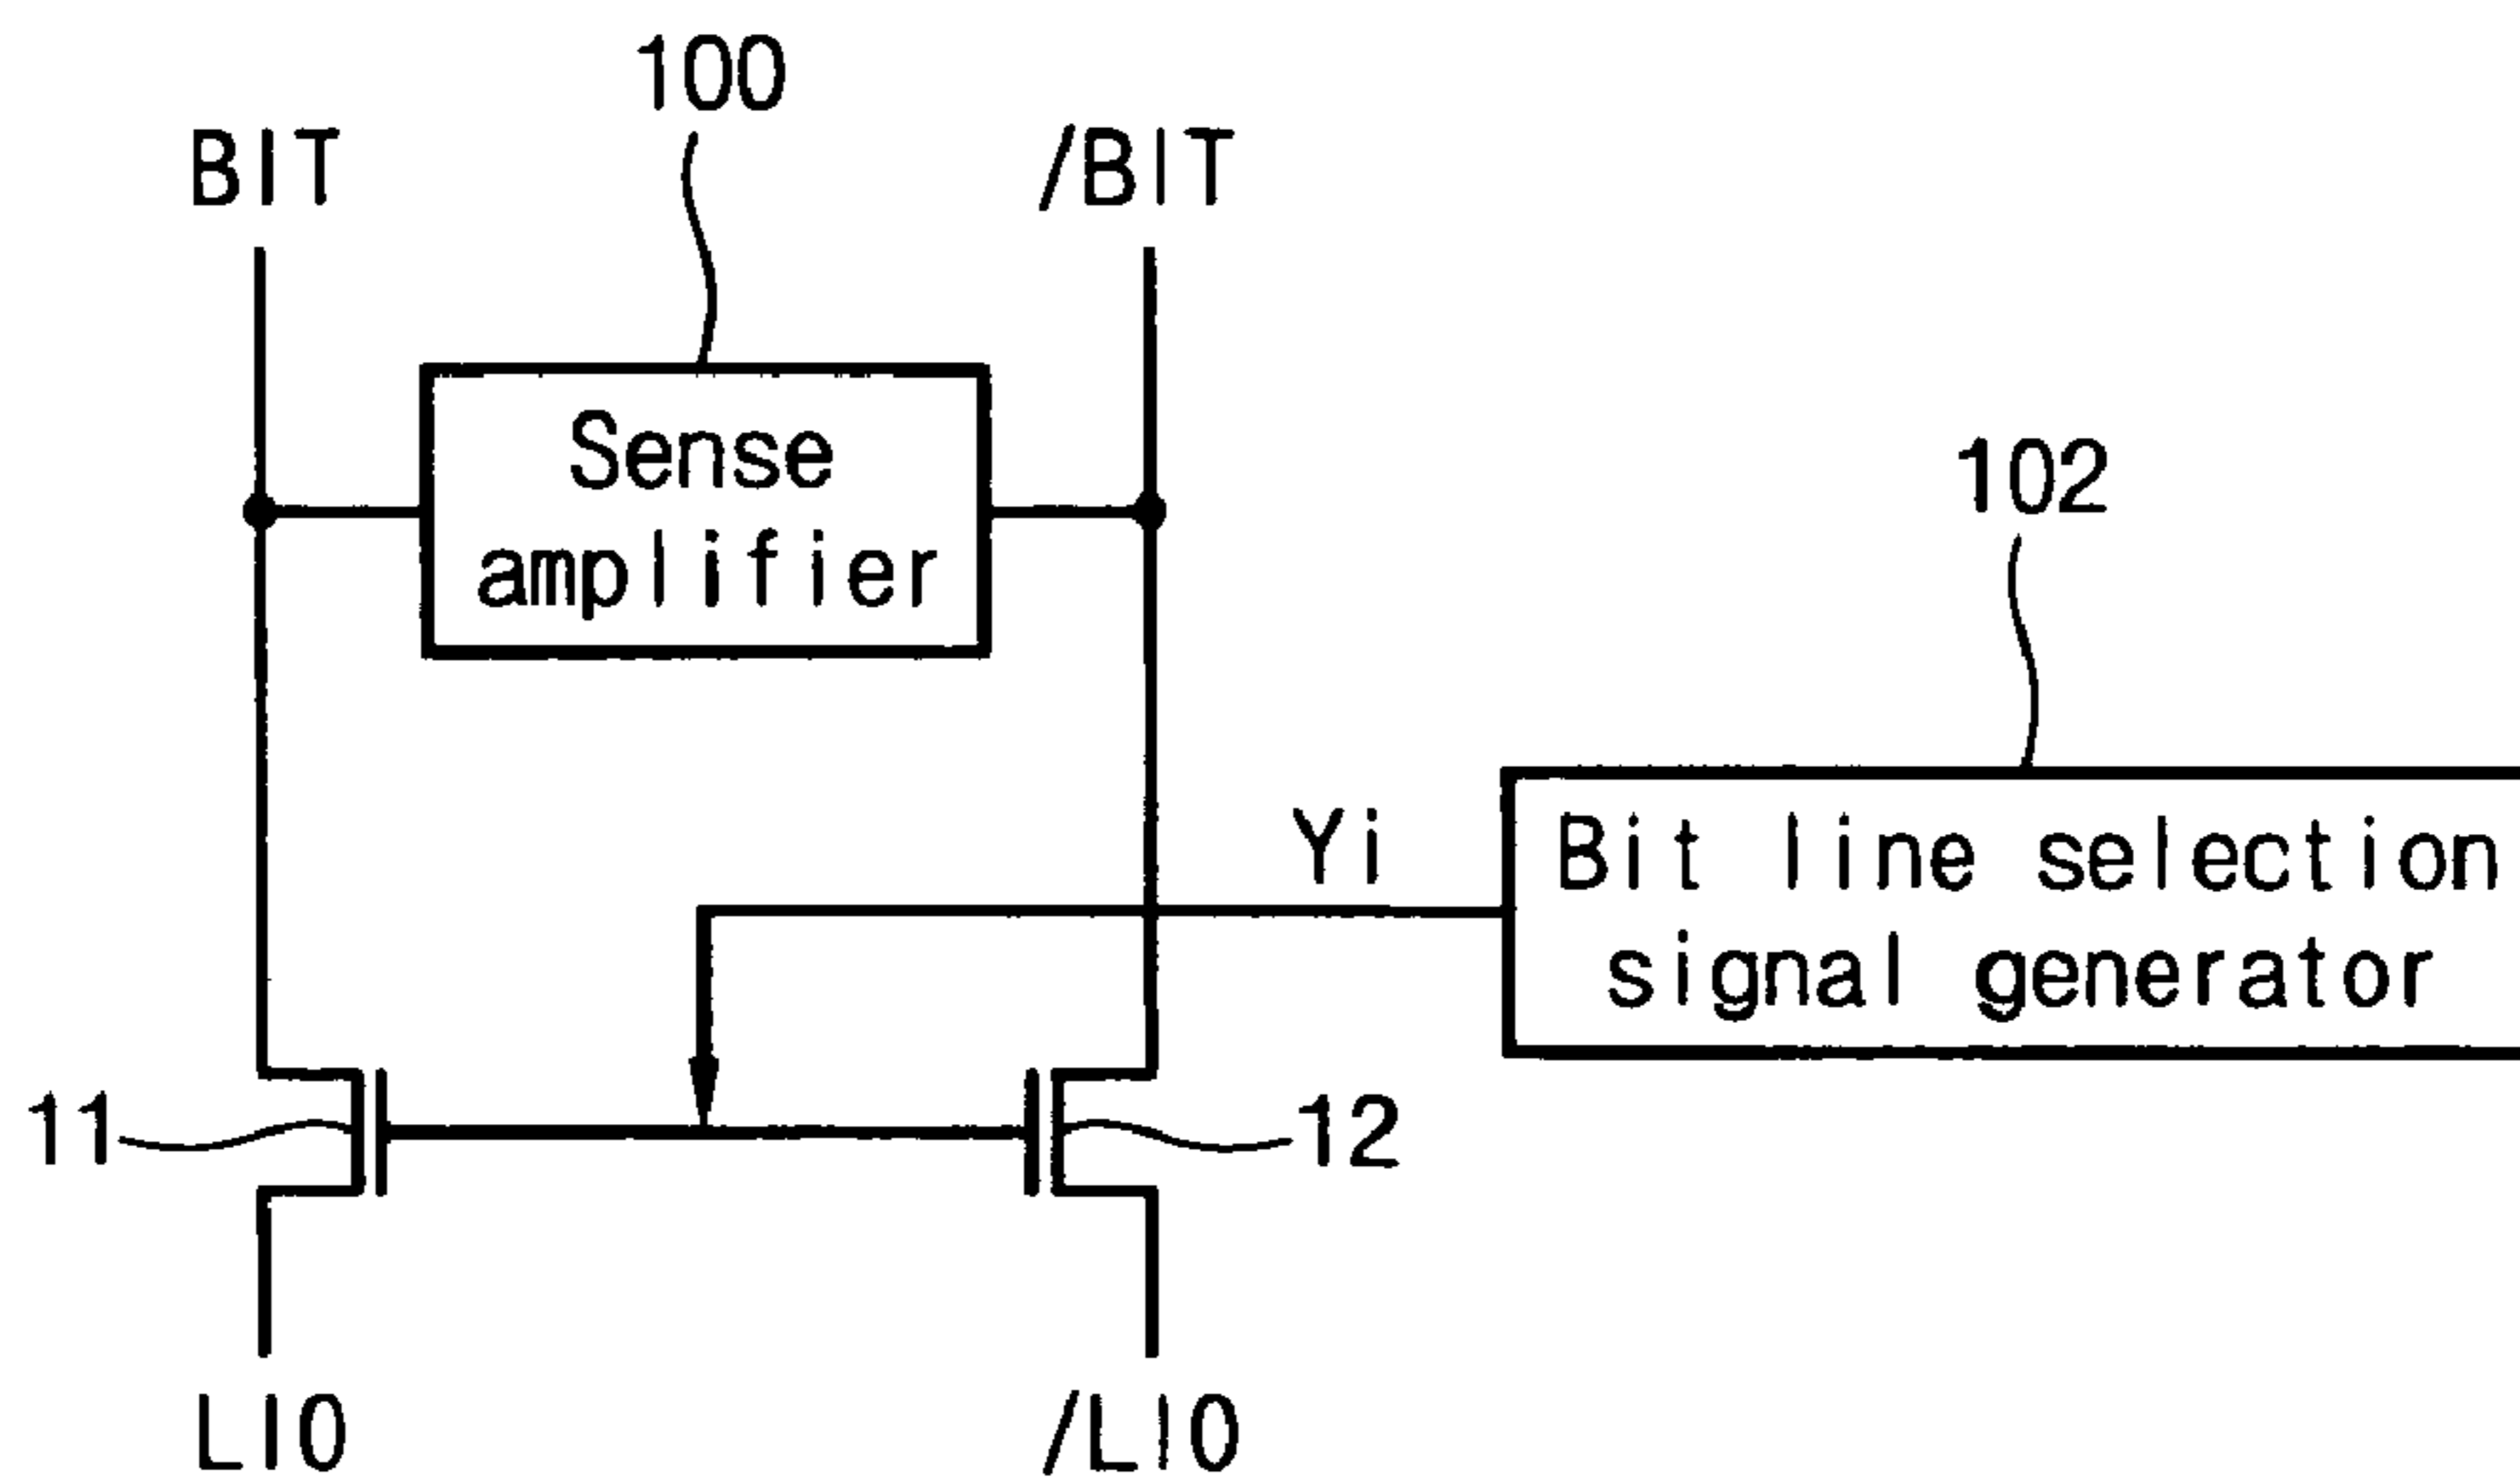 100
BIT
/BIT
Sense
amplifier
102
Yi
Bit line selection
signal generator
11
12
LIO
/LIO